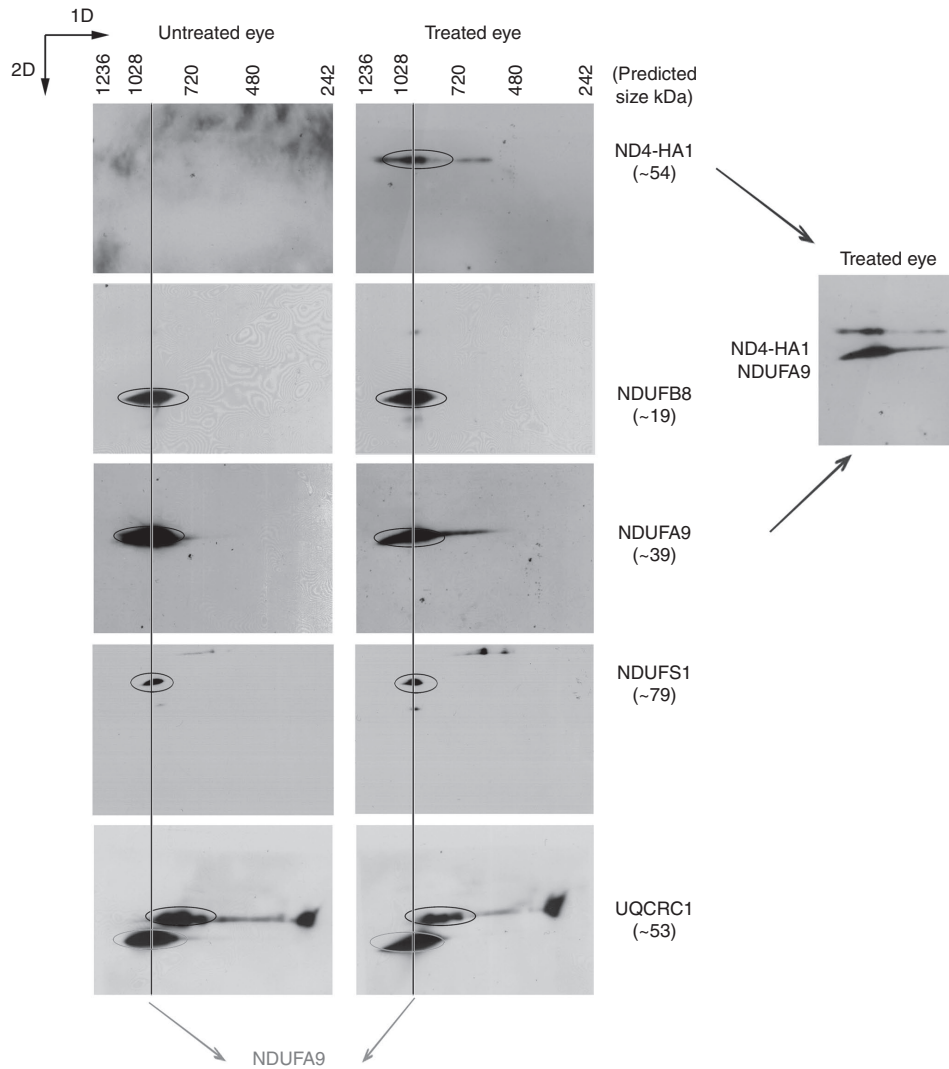 1D
2D
Untreated eye
Treated eye
1236 1028 720 480 242
1236 1028 720 480 242
(Predicted
size kDa)
ND4-HA1
(~54)
Treated eye
ND4-HA1
NDUFA9
NDUFB8
(~19)
NDUFA9
(~39)
NDUFS1
(~79)
UQCRC1
(~53)
NDUFA9